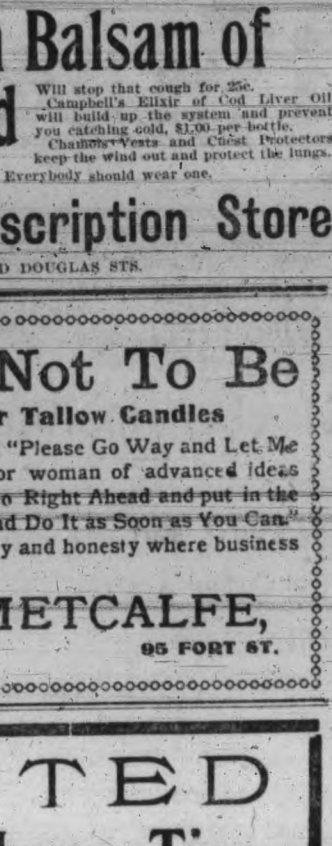 Balsam of
Will stop that cough for 25c.
Campbell's Elixir of Cod Liver Oil
will build up the system and prevent
you catching cold, $1.00 per bottle.
Chamois Vests and Chest Protectors
keep the wind out and protect the lungs.
Everybody should wear one.
scription Store
D DOUGLAS STS.
Not To Be
r Tallow Candles
"Please Go Way and Let Me
or woman of advanced ideas
o Right Ahead and put in the
nd Do It as Soon as You Can."
y and honesty where business
METCALFE,
95 FORT ST.
TED